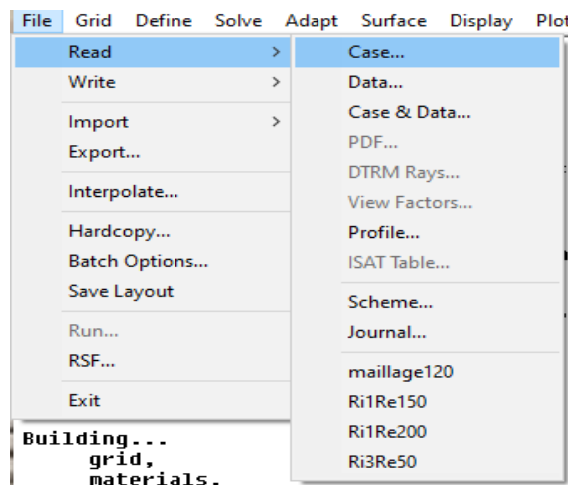 File Grid Define Solve Adapt Surface Display Plot
Read >
Write >
Import >
Export...
Interpolate...
Hardcopy...
Batch Options...
Save Layout
Run...
RSF...
Exit
Case...
Data...
Case & Data...
PDF...
DTRM Rays...
View Factors...
Profile...
ISAT Table...
Scheme...
Journal...
maillage120
Ri1Re150
Ri1Re200
Ri3Re50
Building...
grid,
materials.